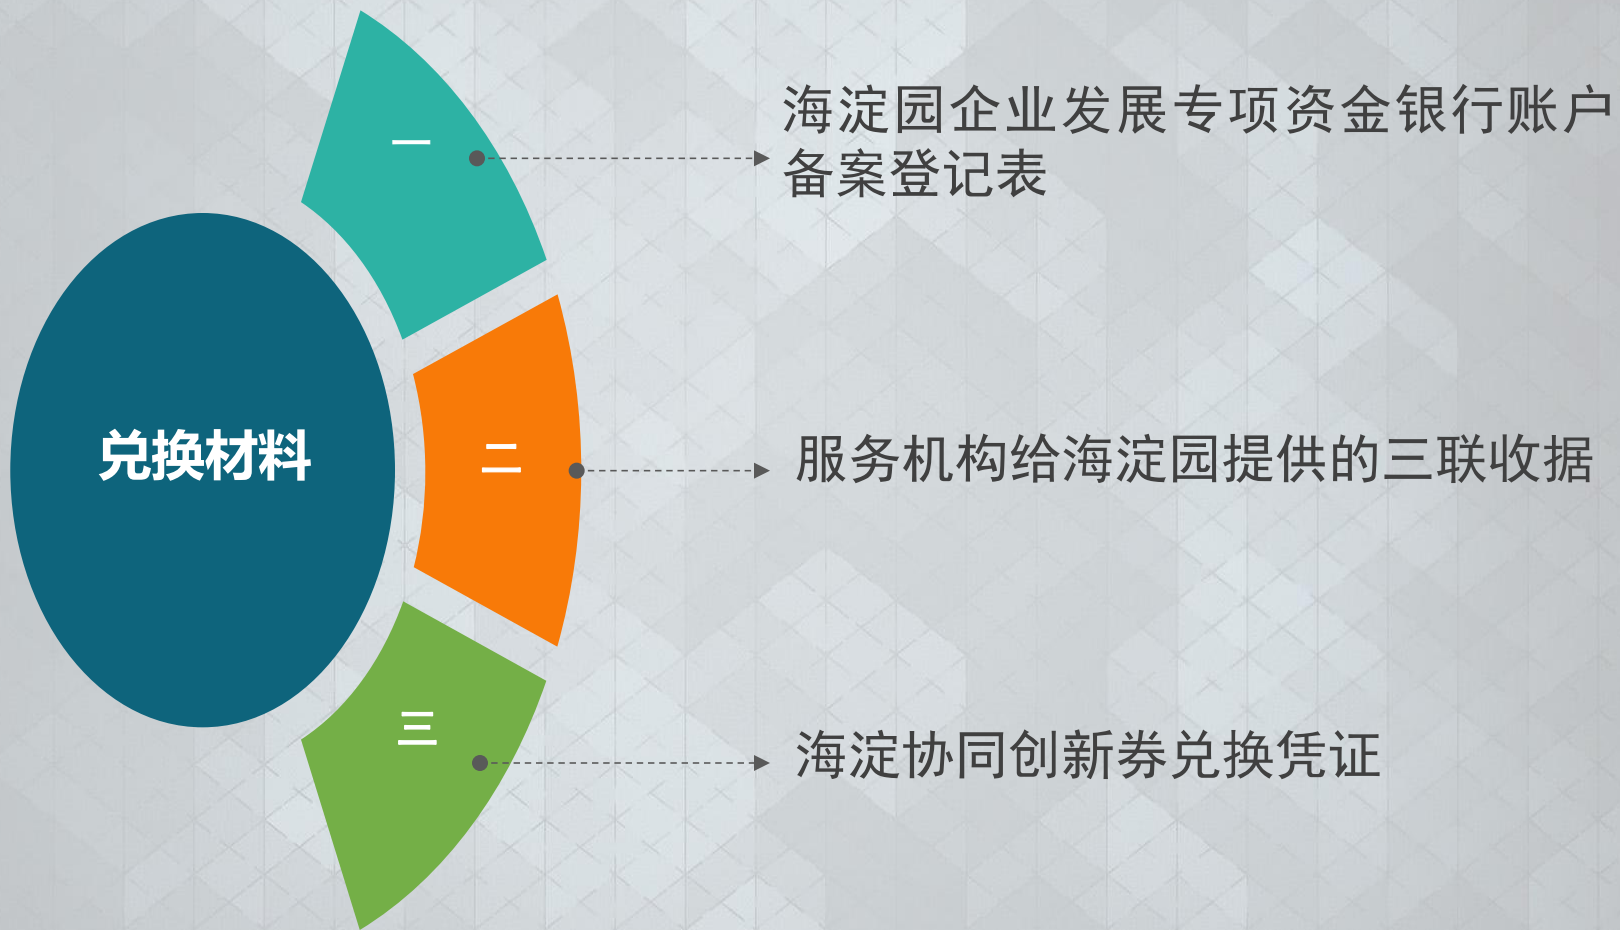 兑换材料
一
海淀园企业发展专项资金银行账户
备案登记表
二
服务机构给海淀园提供的三联收据
三
海淀协同创新券兑换凭证